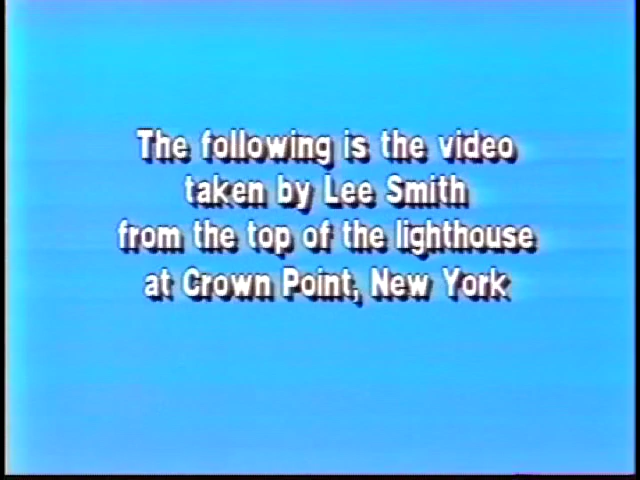 The following is the video
taken by Lee Smith
from the top of the lighthouse
at Crown Point, New York